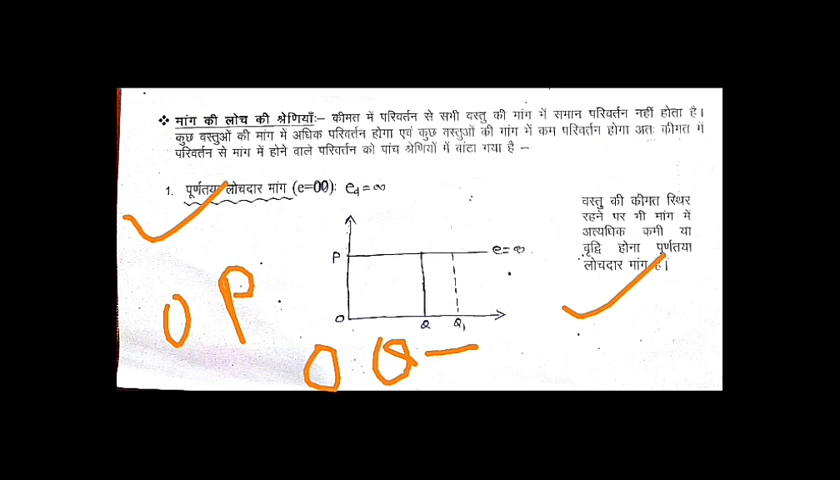 ❖ मांग की लोच की श्रेणियाँ:– कीमत में परिवर्तन से सभी वस्तु की मांग में समान परिवर्तन नहीं होता है।
कुछ वस्तुओं की मांग में अधिक परिवर्तन होगा एवं कुछ वस्तुओं की मांग में कम परिवर्तन होगा अतः कीमत में
परिवर्तन से मांग में होने वाले परिवर्तन को पांच श्रेणियों में बांटा गया है –
1. पूर्णतया लोचदार मांग (e=00): ed=∞
वस्तु की कीमत स्थिर
रहने पर भी मांग में
अत्यधिक कमी या
वृद्वि होना पूर्णतया
लोचदार मांग है।
P
e=∞
O
Q
Q1
O P
O Q –